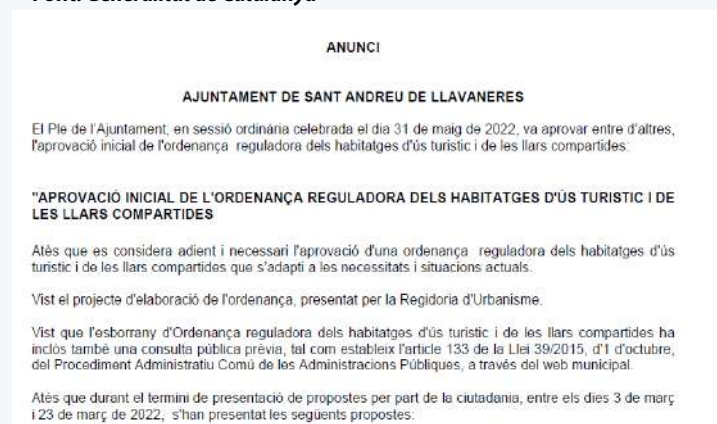 ANUNCI
AJUNTAMENT DE SANT ANDREU DE LLAVANERES
El Ple de l'Ajuntament, en sessió ordinària celebrada el dia 31 de maig de 2022, va aprovar entre d'altres,
l'aprovació inicial de l'ordenança reguladora dels habitatges d'ús turistic i de les llars compartides:
"APROVACIÓ INICIAL DE L'ORDENANÇA REGULADORA DELS HABITATGES D'ÚS TURISTIC I DE
LES LLARS COMPARTIDES
Atès que es considera adient i necessari l'aprovació d'una ordenança reguladora dels habitatges d'ús
turistic i de les llars compartides que s'adapti a les necessitats i situacions actuals.
Vist el projecte d'elaboració de l'ordenança, presentat per la Regidoria d'Urbanisme.
Vist que l'esborrany d'Ordenança reguladora dels habitatges d'ús turistic i de les llars compartides ha
inclòs també una consulta pública prèvia, tal com estableix l'article 133 de la Llei 39/2015, d'1 d'octubre,
del Procediment Administratiu Comú de les Administracions Públiques, a través del web municipal.
Atès que durant el termini de presentació de propostes per part de la ciutadania, entre els dies 3 de març
i 23 de març de 2022, s'han presentat les següents propostes: